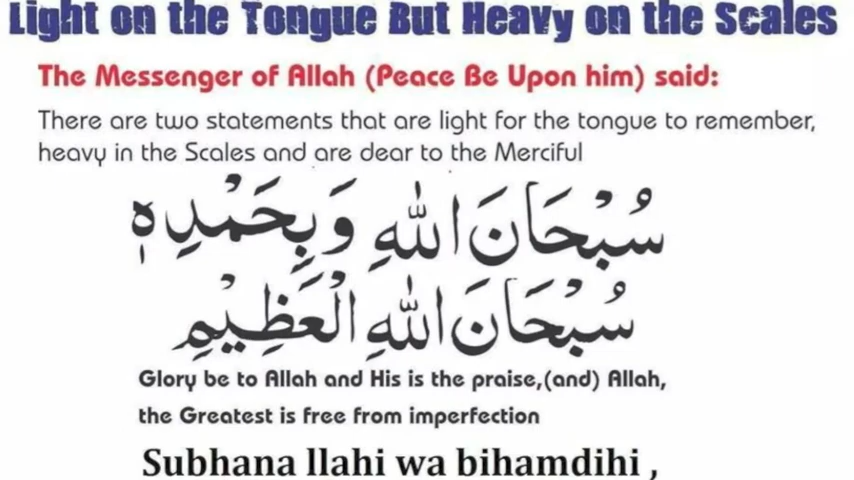 Light on the Tongue But Heavy on the Scales
The Messenger of Allah (Peace Be Upon him) said:
There are two statements that are light for the tongue to remember,
heavy in the Scales and are dear to the Merciful
سُبْحَانَ اللهِ وَبِحَمْدِهٖ
سُبْحَانَ اللهِ الْعَظِيْمِ
Glory be to Allah and His is the praise,(and) Allah,
the Greatest is free from imperfection
Subhana llahi wa bihamdihi ,